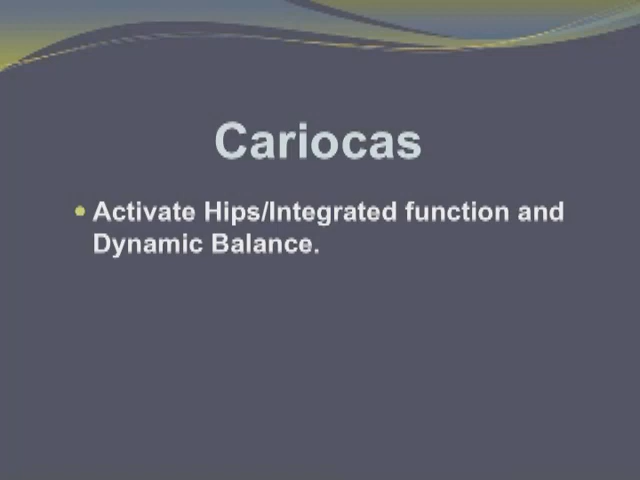 Cariocas
• Activate Hips/Integrated function and
Dynamic Balance.